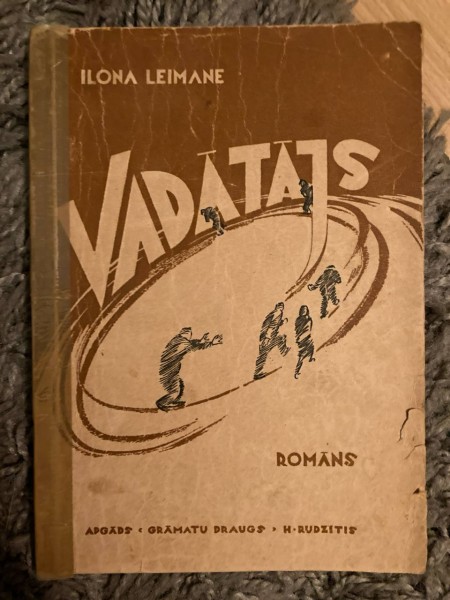 ILONA LEIMANE
VADĀTĀJS
ROMĀNS
APGĀDS ‹ GRĀMATU DRAUGS › H·RUDZĪTIS